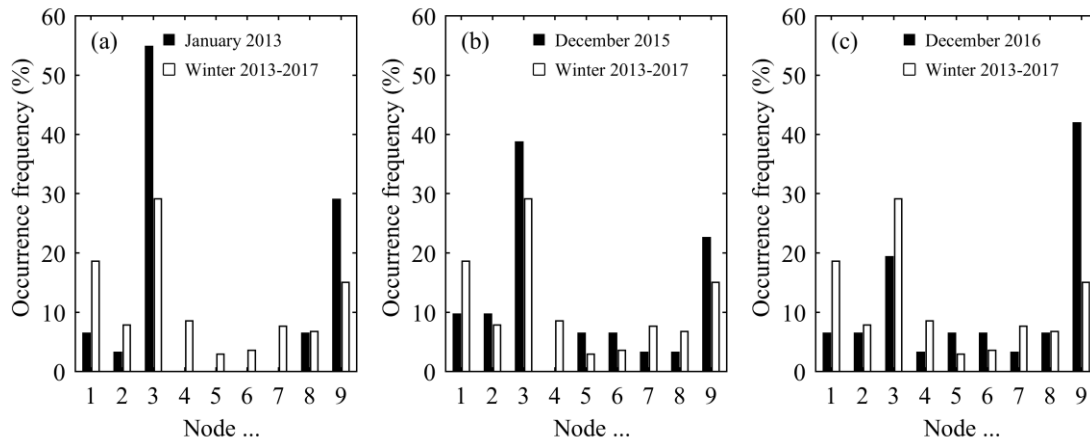 (a)
January 2013
Winter 2013-2017
Occurrence frequency (%)
60
50
40
30
20
10
0
1 2 3 4 5 6 7 8 9
Node ...
(b)
December 2015
Winter 2013-2017
Occurrence frequency (%)
60
50
40
30
20
10
0
1 2 3 4 5 6 7 8 9
Node ...
(c)
December 2016
Winter 2013-2017
Occurrence frequency (%)
60
50
40
30
20
10
0
1 2 3 4 5 6 7 8 9
Node ...